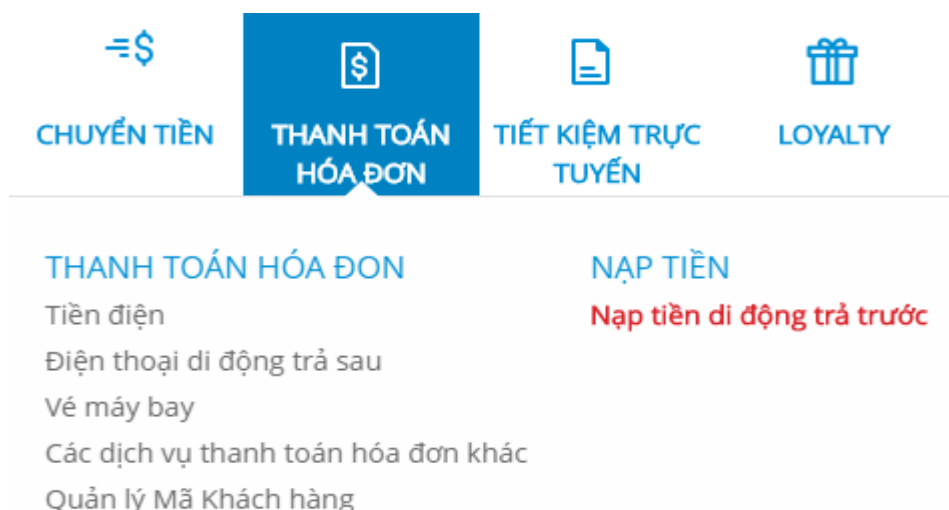 CHUYỂN TIỀN
THANH TOÁN
HÓA ĐƠN
TIẾT KIỆM TRỰC
TUYẾN
LOYALTY
THANH TOÁN HÓA ĐON
NẠP TIỀN
Tiền điện
Nạp tiền di động trả trước
Điện thoại di động trả sau
Vé máy bay
Các dịch vụ thanh toán hóa đơn khác
Quản lý Mã Khách hàng